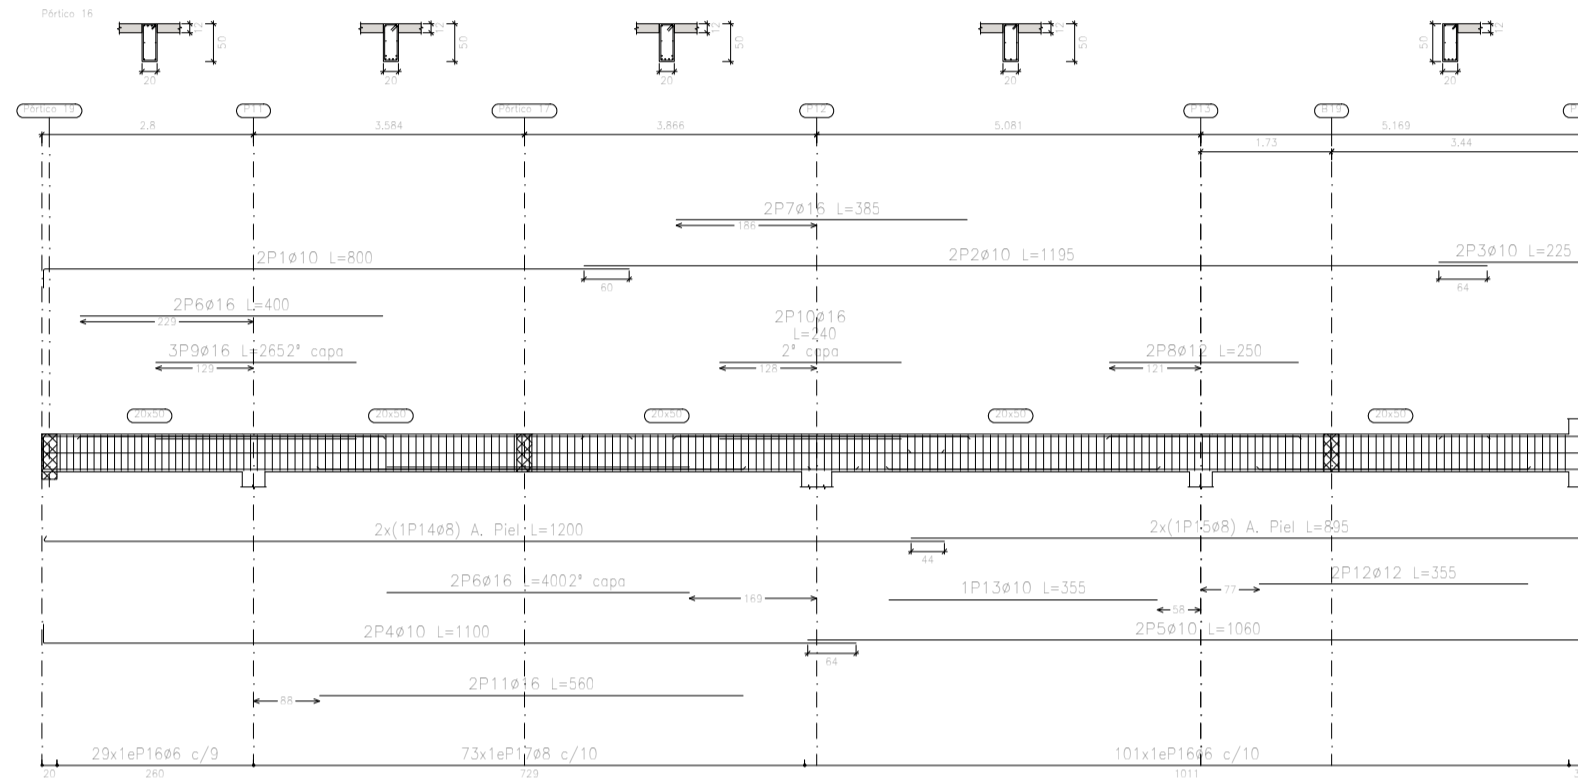 Pórtico 16
12
50
20
12
50
20
12
50
20
12
50
20
50
12
20
Pórtico 19
P11
Pórtico 17
P12
P13
B19
2.8
3.584
3.866
5.081
5.169
1.73
3.44
2P7ø16 L=385
186
2P1ø10 L=800
2P2ø10 L=1195
2P3ø10 L=225
60
64
2P6ø16 L=400
229
2P10ø16
L=240
2ª capa
3P9ø16 L=2652ª capa
2P8ø12 L=250
129
128
121
20x50
20x50
20x50
20x50
20x50
2x(1P14ø8) A. Piel L=1200
2x(1P15ø8) A. Piel L=895
44
2P6ø16 L=4002ª capa
1P13ø10 L=355
2P12ø12 L=355
169
58
77
2P4ø10 L=1100
2P5ø10 L=1060
64
2P11ø16 L=560
88
29x1eP16ø6 c/9
73x1eP17ø8 c/10
101x1eP16ø6 c/10
20
260
729
1011